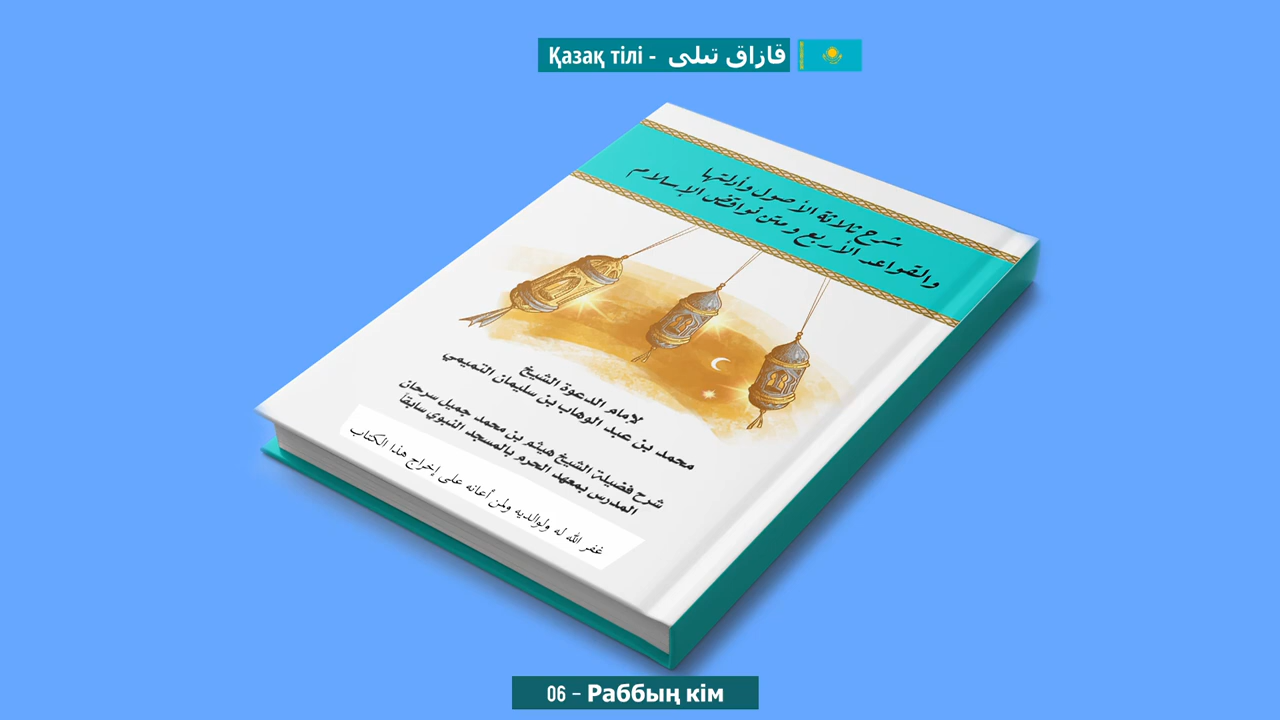 Қазақ тілі - قازاق تىلى
شرح ثلاثة الأصول وأدلتها
والقواعد الأربع و متن نواقض الإسلام
لإمام الدعوة الشيخ
محمد بن عبد الوهاب بن سليمان التميمي
شرح فضيلة الشيخ هيثم بن محمد جميل سرحان
المدرس بمعهد الحرم بالمسجد النبوي سابقا
غفر الله له ولوالديه ولمن أعانه على إخراج هذا الكتاب
06 – Раббың кім